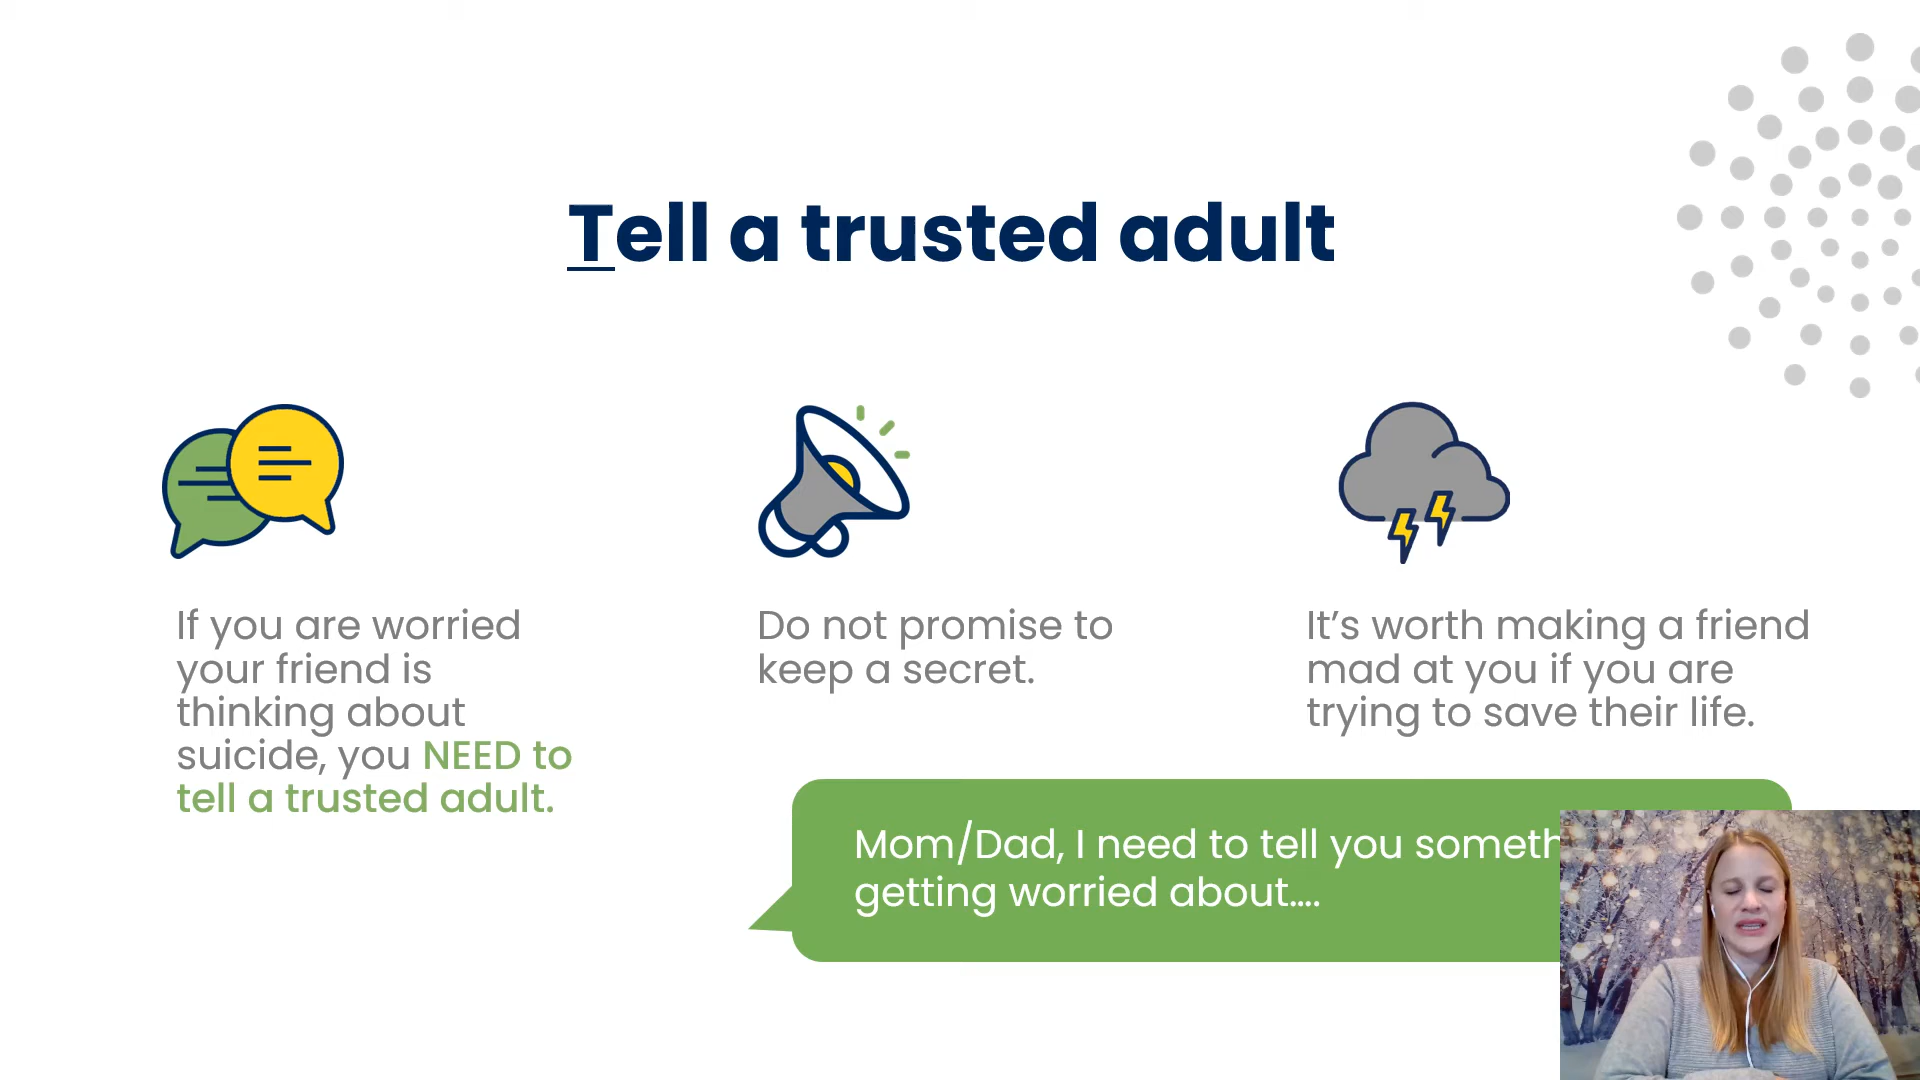 Tell a trusted adult
If you are worried
your friend is
thinking about
suicide, you NEED to
tell a trusted adult.
Do not promise to
keep a secret.
It’s worth making a friend
mad at you if you are
trying to save their life.
Mom/Dad, I need to tell you
getting worried about....